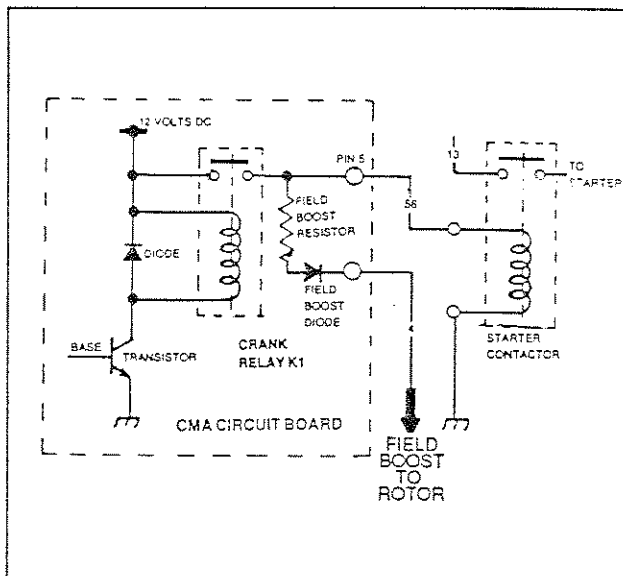 12 VOLTS DC
PIN 5
13
TO
STARTER
56
FIELD
BOOST
RESISTOR
DIODE
FIELD
BOOST
DIODE
CRANK
RELAY K1
BASE
TRANSISTOR
4
STARTER
CONTACTOR
CMA CIRCUIT BOARD
FIELD
BOOST
TO
ROTOR